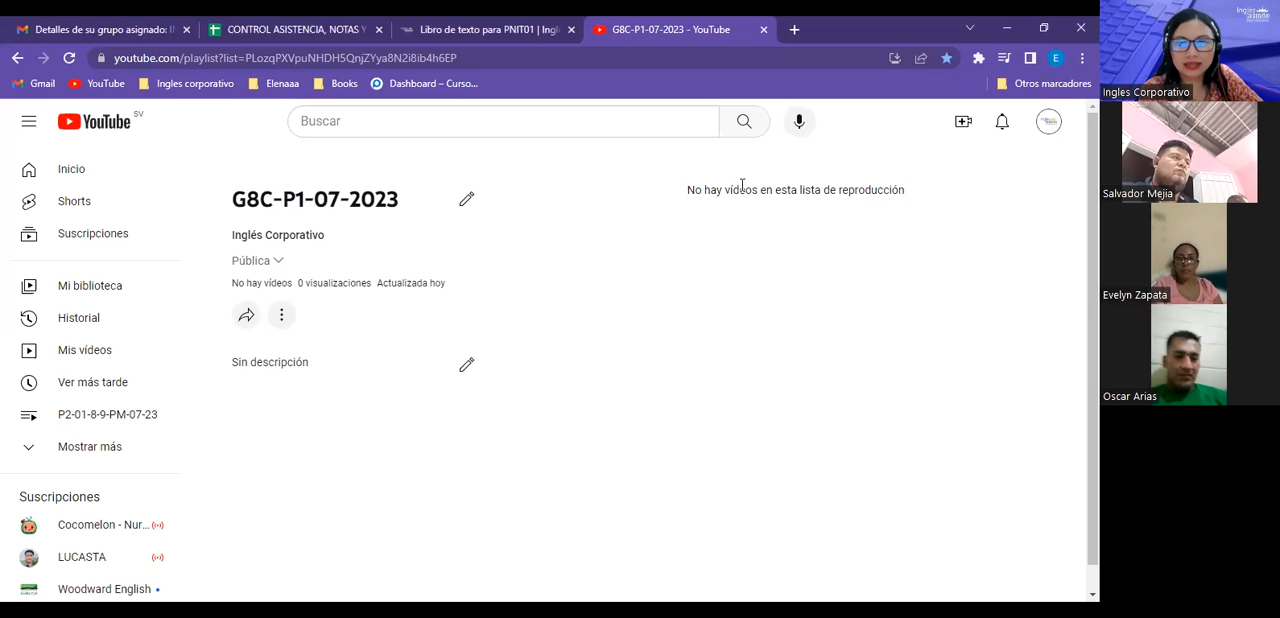 Detalles de su grupo asignado: I
CONTROL ASISTENCIA, NOTAS Y
Libro de texto para PNIT01 | Ingl
G8C-P1-07-2023 - YouTube
youtube.com/playlist?list=PLozqPXVpuNHDH5QnjZYya8N2i8ib4h6EP
Gmail
YouTube
Ingles corporativo
Elenaaa
Books
Dashboard – Curso...
Otros marcadores
YouTube SV
Buscar
Inicio
Shorts
Suscripciones
Mi biblioteca
Historial
Mis vídeos
Ver más tarde
P2-01-8-9-PM-07-23
Mostrar más
Suscripciones
Cocomelon - Nur...
LUCASTA
Woodward English
G8C-P1-07-2023
Inglés Corporativo
Pública
No hay vídeos 0 visualizaciones Actualizada hoy
Sin descripción
No hay vídeos en esta lista de reproducción
Ingles Corporativo
Salvador Mejia
Evelyn Zapata
Oscar Arias